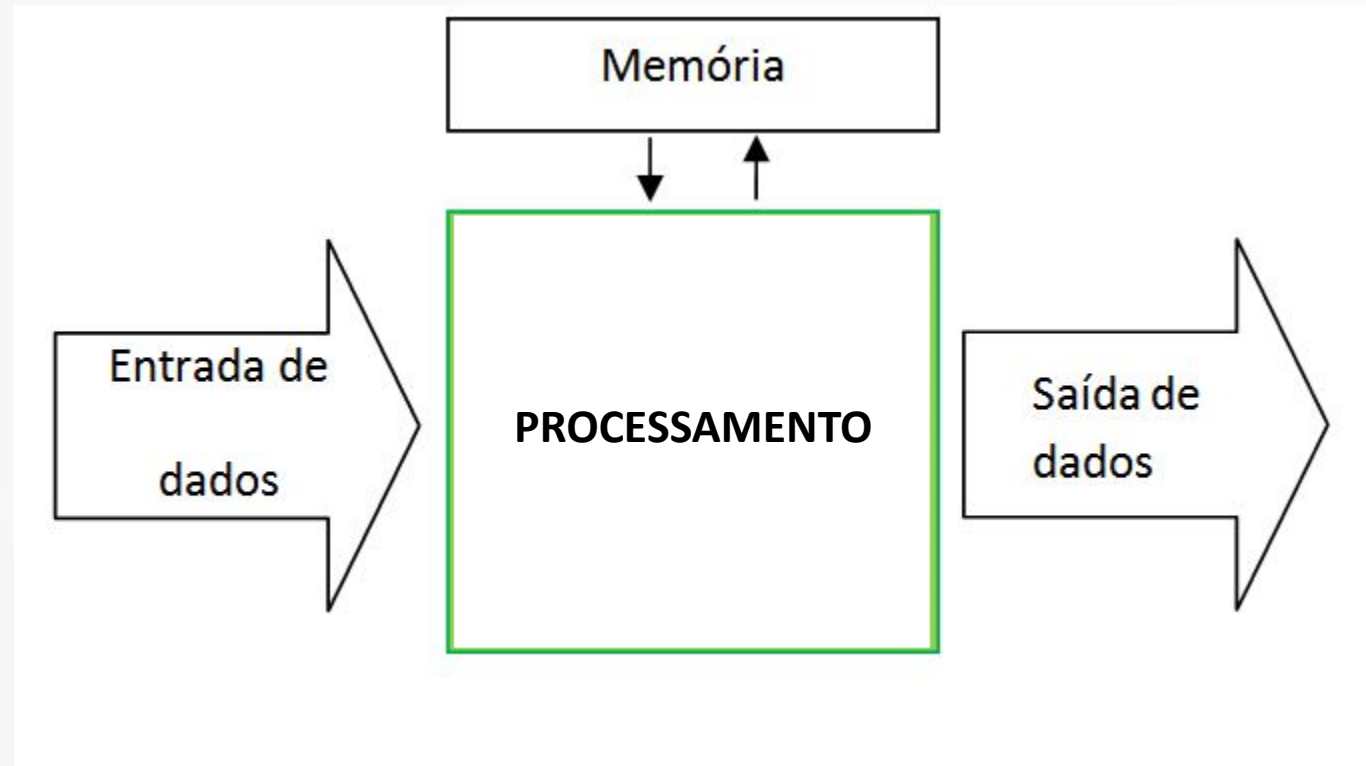 Memória
Entrada de
dados
PROCESSAMENTO
Saída de
dados